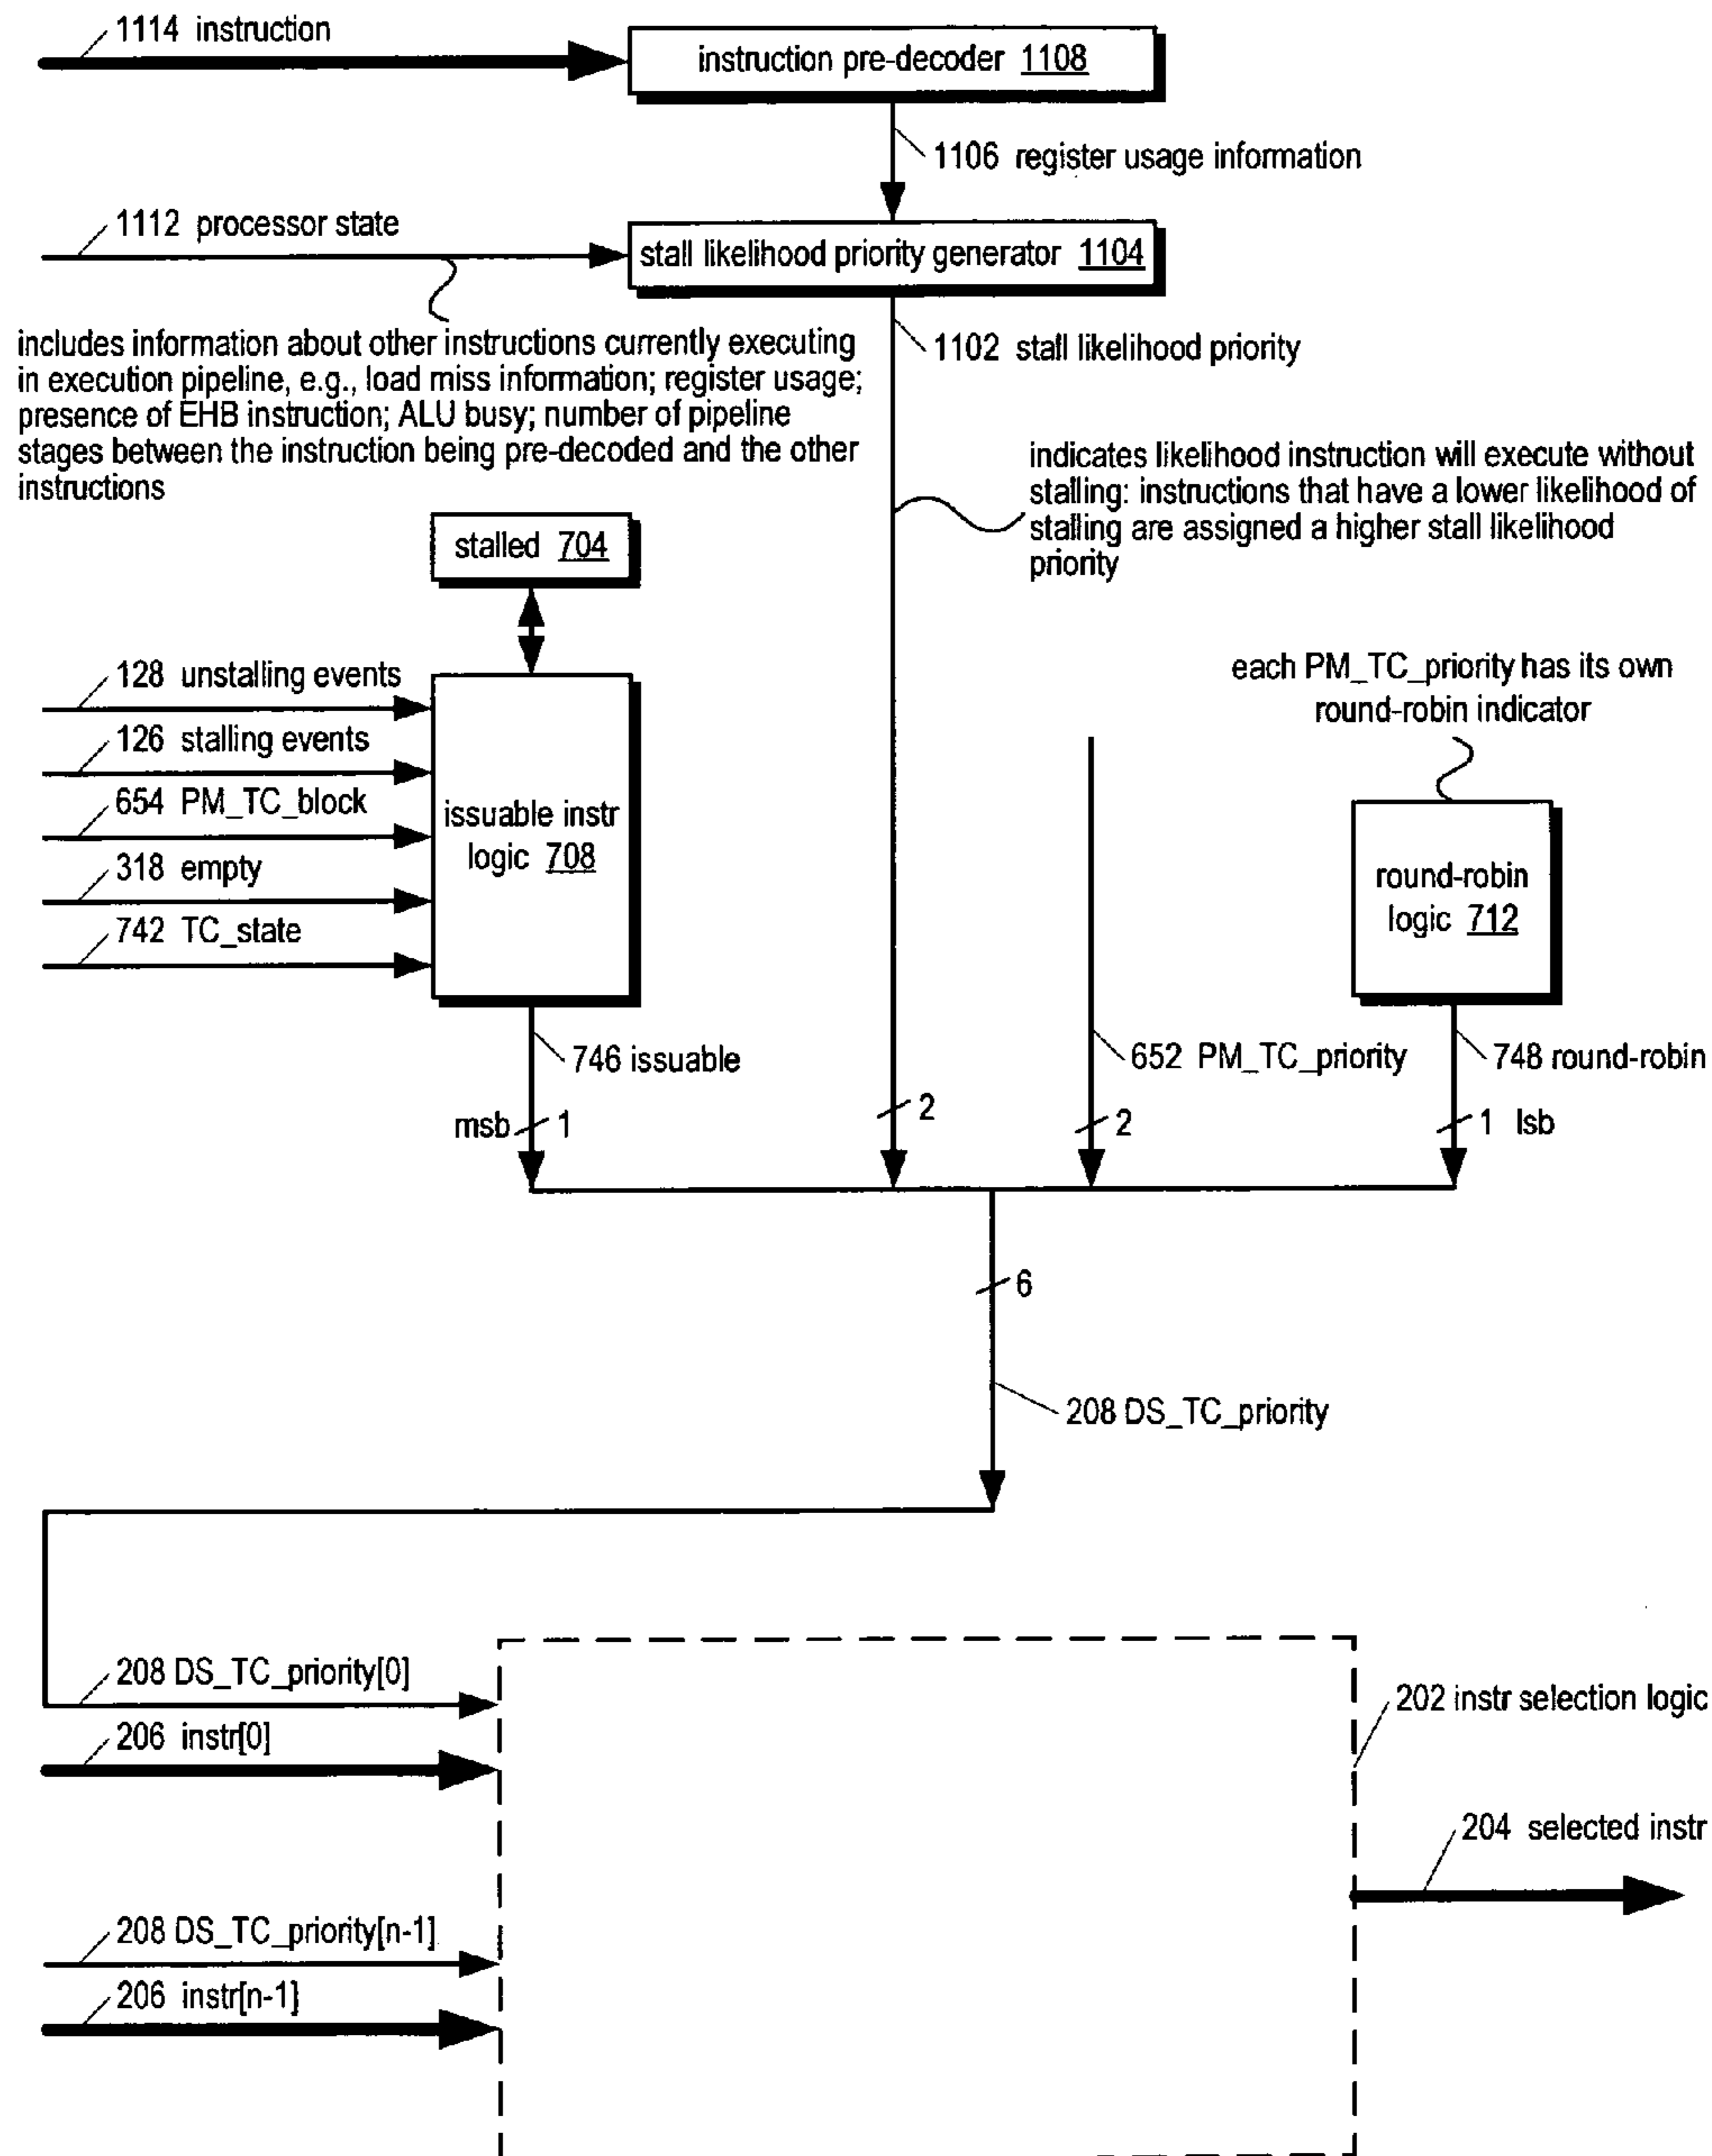 1114 instruction
instruction pre-decoder 1108
1106 register usage information
1112 processor state
stall likelihood priority generator 1104
includes information about other instructions currently executing
in execution pipeline, e.g., load miss information; register usage;
presence of EHB instruction; ALU busy; number of pipeline
stages between the instruction being pre-decoded and the other
instructions
1102 stall likelihood priority
indicates likelihood instruction will execute without
stalling: instructions that have a lower likelihood of
stalling are assigned a higher stall likelihood
priority
stalled 704
128 unstalling events
126 stalling events
654 PM_TC_block
318 empty
742 TC_state
issuable instr
logic 708
each PM_TC_priority has its own
round-robin indicator
round-robin
logic 712
746 issuable
652 PM_TC_priority
748 round-robin
msb 1
2
2
1 lsb
6
208 DS_TC_priority
208 DS_TC_priority[0]
206 instr[0]
202 instr selection logic
204 selected instr
208 DS_TC_priority[n-1]
206 instr[n-1]